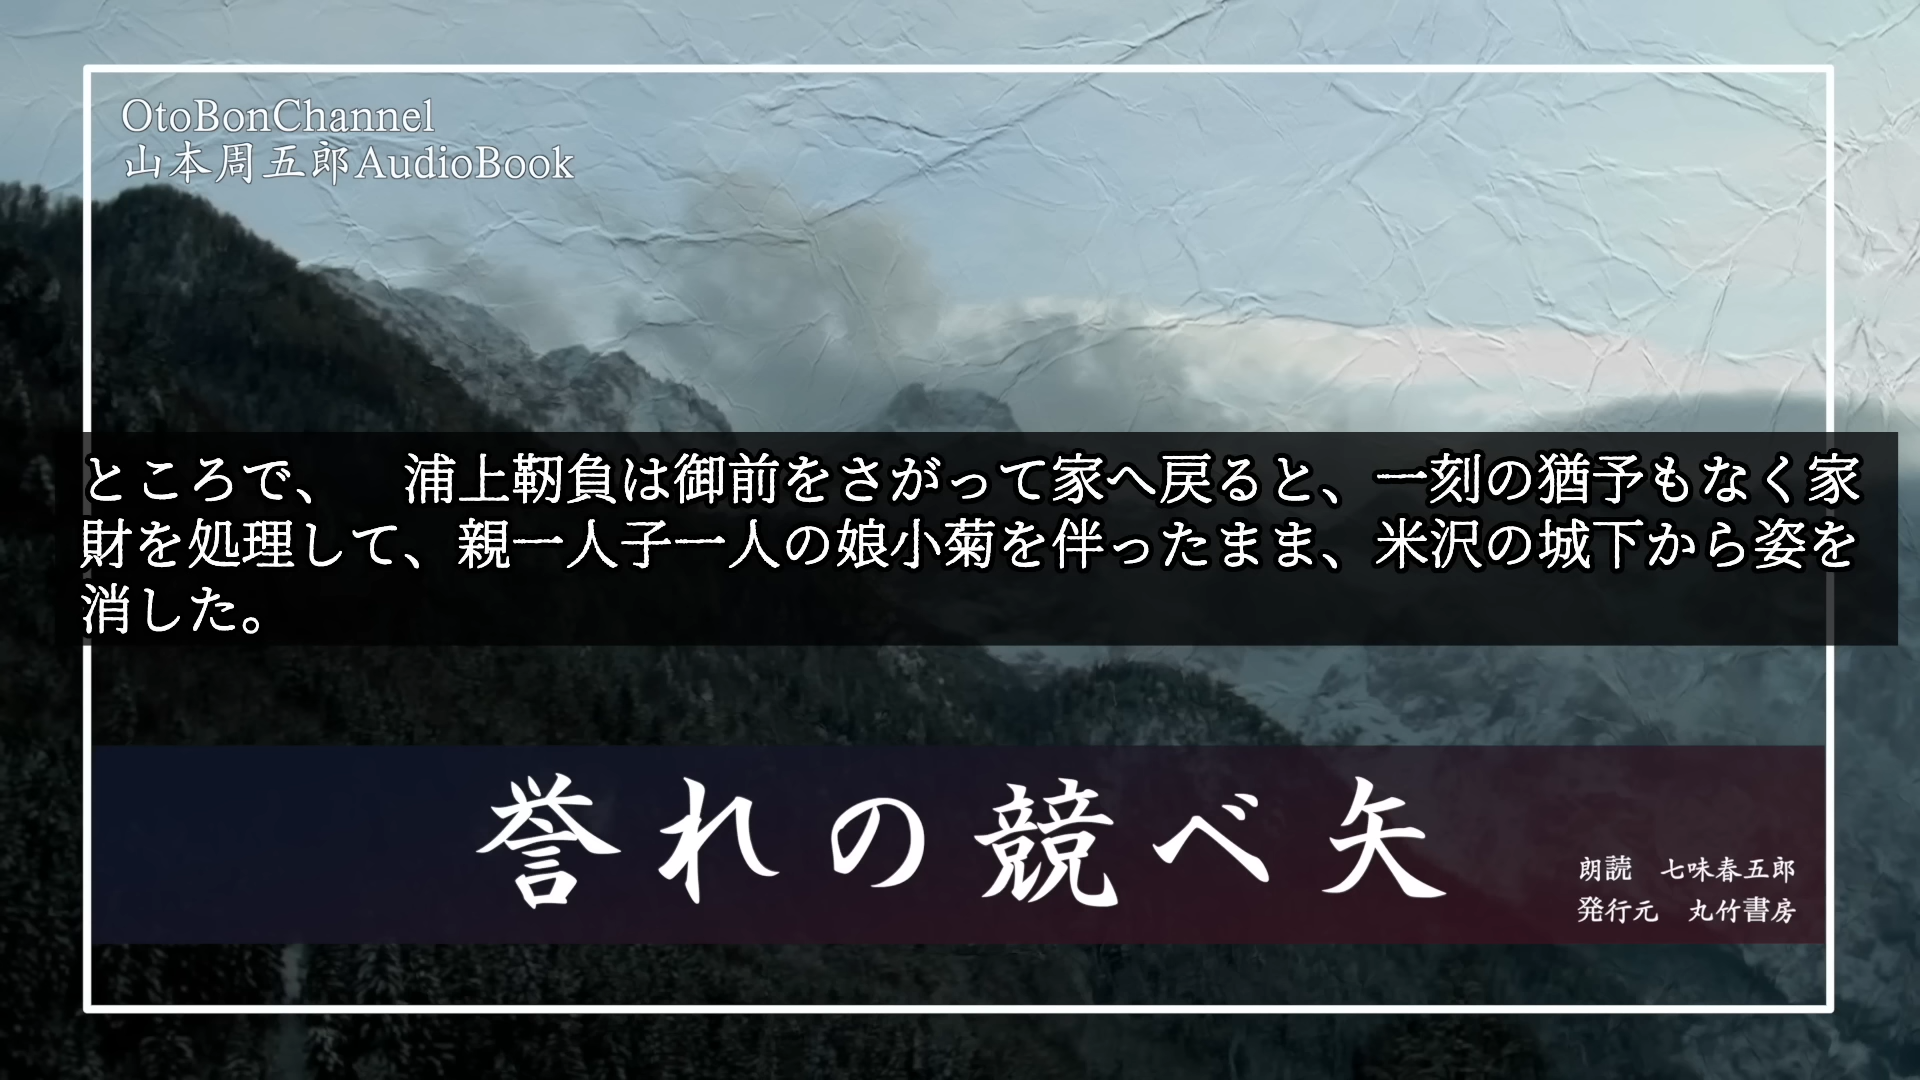 OtoBonChannel
山本周五郎AudioBook
ところで、　浦上靭負は御前をさがって家へ戻ると、一刻の猶予もなく家
財を処理して、親一人子一人の娘小菊を伴ったまま、米沢の城下から姿を
消した。
誉れの競べ矢
朗読　七味春五郎
発行元　丸竹書房